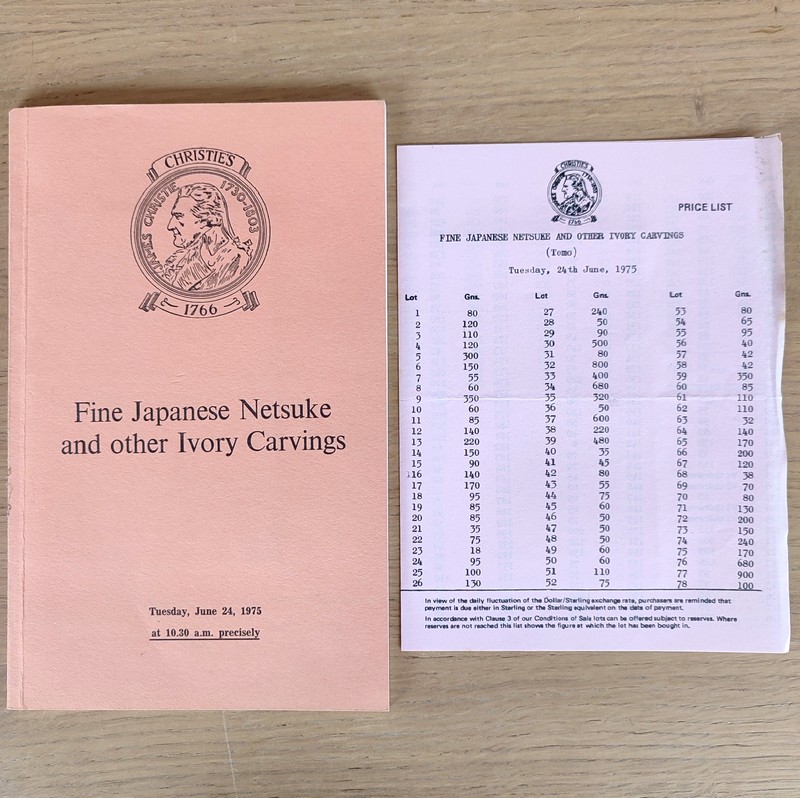 CHRISTIE'S
JAMES CHRISTIE 1730-1803
1766
Fine Japanese Netsuke
and other Ivory Carvings
Tuesday, June 24, 1975
at 10.30 a.m. precisely
CHRISTIE'S
JAMES CHRISTIE 1730-1803
1766
PRICE LIST
FINE JAPANESE NETSUKE AND OTHER IVORY CARVINGS
(Tomo)
Tuesday, 24th June, 1975
Lot Gns. Lot Gns. Lot Gns.
1 80 27 240 53 80
2 120 28 50 54 65
3 110 29 90 55 95
4 120 30 500 56 40
5 300 31 80 57 42
6 150 32 800 58 42
7 55 33 400 59 350
8 60 34 680 60 85
9 350 35 320 61 110
10 60 36 50 62 110
11 85 37 600 63 32
12 140 38 220 64 140
13 220 39 480 65 170
14 150 40 35 66 200
15 90 41 45 67 120
16 140 42 80 68 38
17 170 43 55 69 70
18 95 44 75 70 80
19 85 45 60 71 130
20 85 46 50 72 200
21 35 47 50 73 150
22 75 48 50 74 240
23 18 49 60 75 170
24 95 50 60 76 680
25 100 51 110 77 900
26 130 52 75 78 100
In view of the daily fluctuation of the Dollar/Sterling exchange rate, purchasers are reminded that
payment is due either in Sterling or the Sterling equivalent on the date of payment.
In accordance with Clause 3 of our Conditions of Sale lots can be offered subject to reserves. Where
reserves are not reached this list shows the figure at which the lot has been bought in.